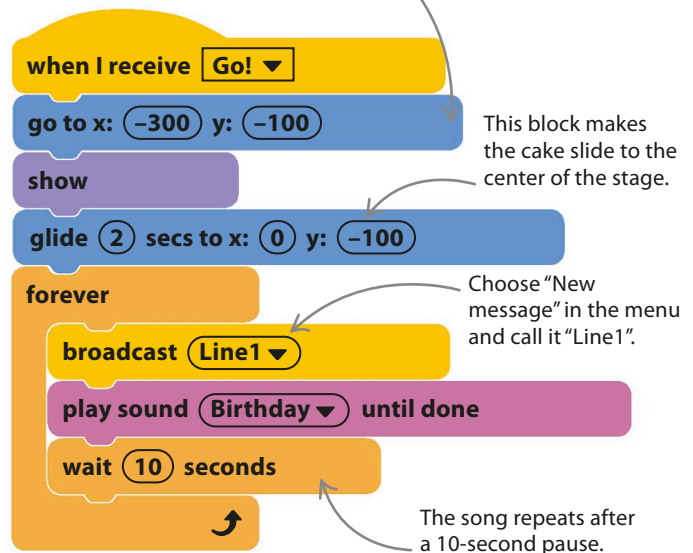 when I receive Go!
go to x: –300 y: –100
This block makes
the cake slide to the
center of the stage.
show
glide 2 secs to x: 0 y: –100
forever
Choose “New
message” in the menu
and call it “Line1”.
broadcast Line1
play sound Birthday until done
wait 10 seconds
The song repeats after
a 10-second pause.